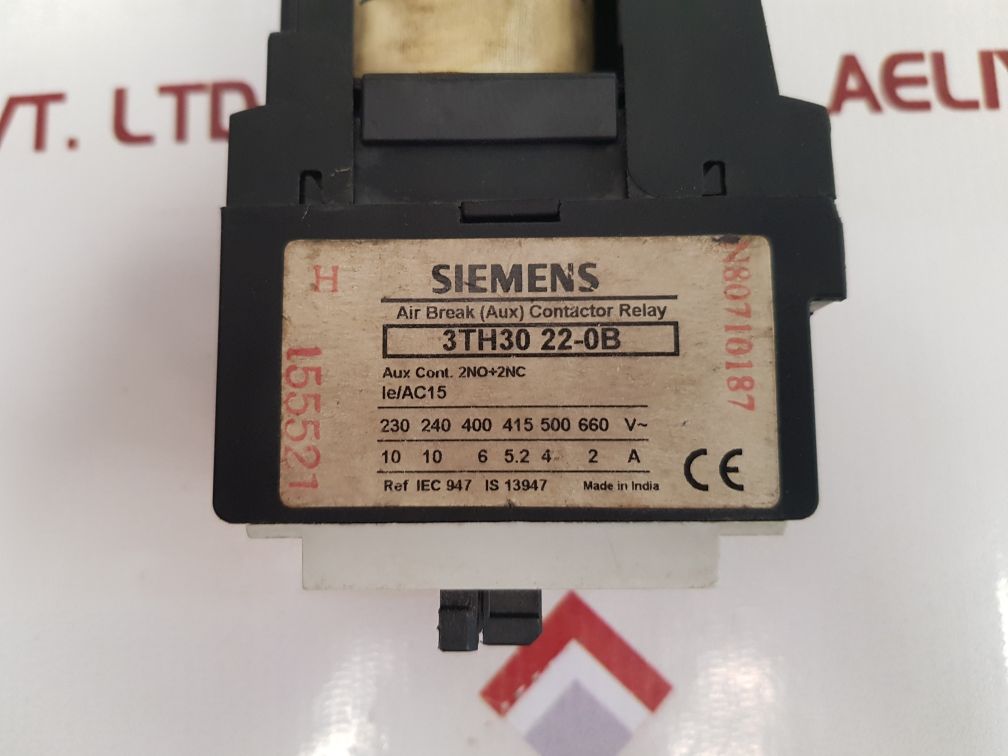 VT. LTD
AELIY
H
SIEMENS
Air Break (Aux) Contactor Relay
3TH30 22-0B
Aux Cont. 2NO+2NC
Ie/AC15
230 240 400 415 500 660 V~
10 10 6 5.2 4 2 A
Ref IEC 947 IS 13947 Made in India
CE
155521
N80710187